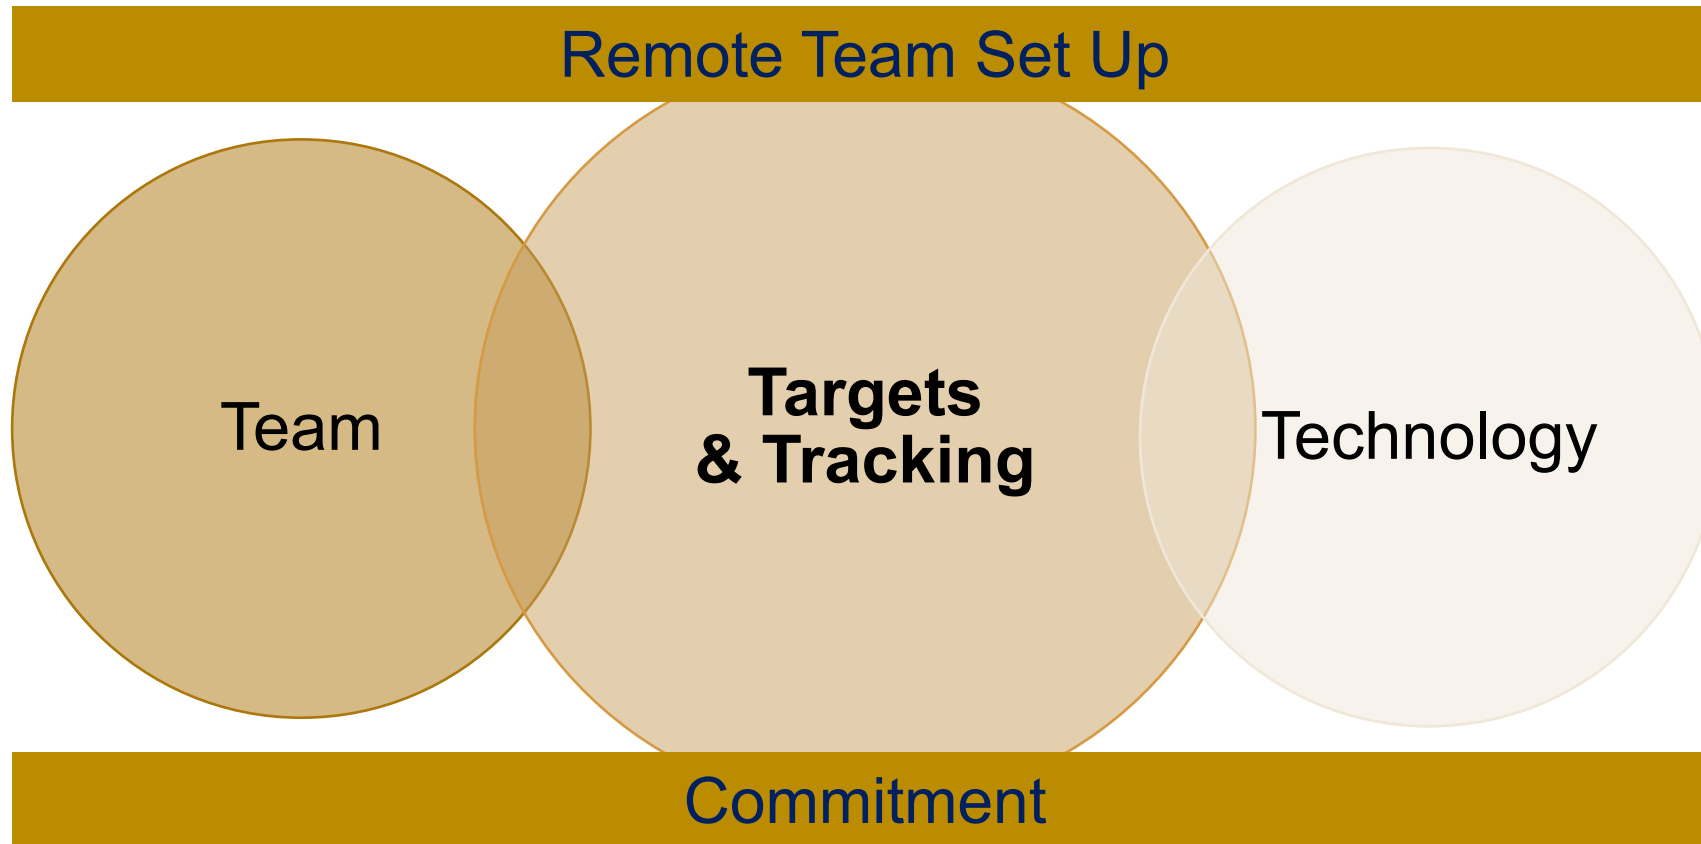 Remote Team Set Up
Team
Targets
& Tracking
Technology
Commitment